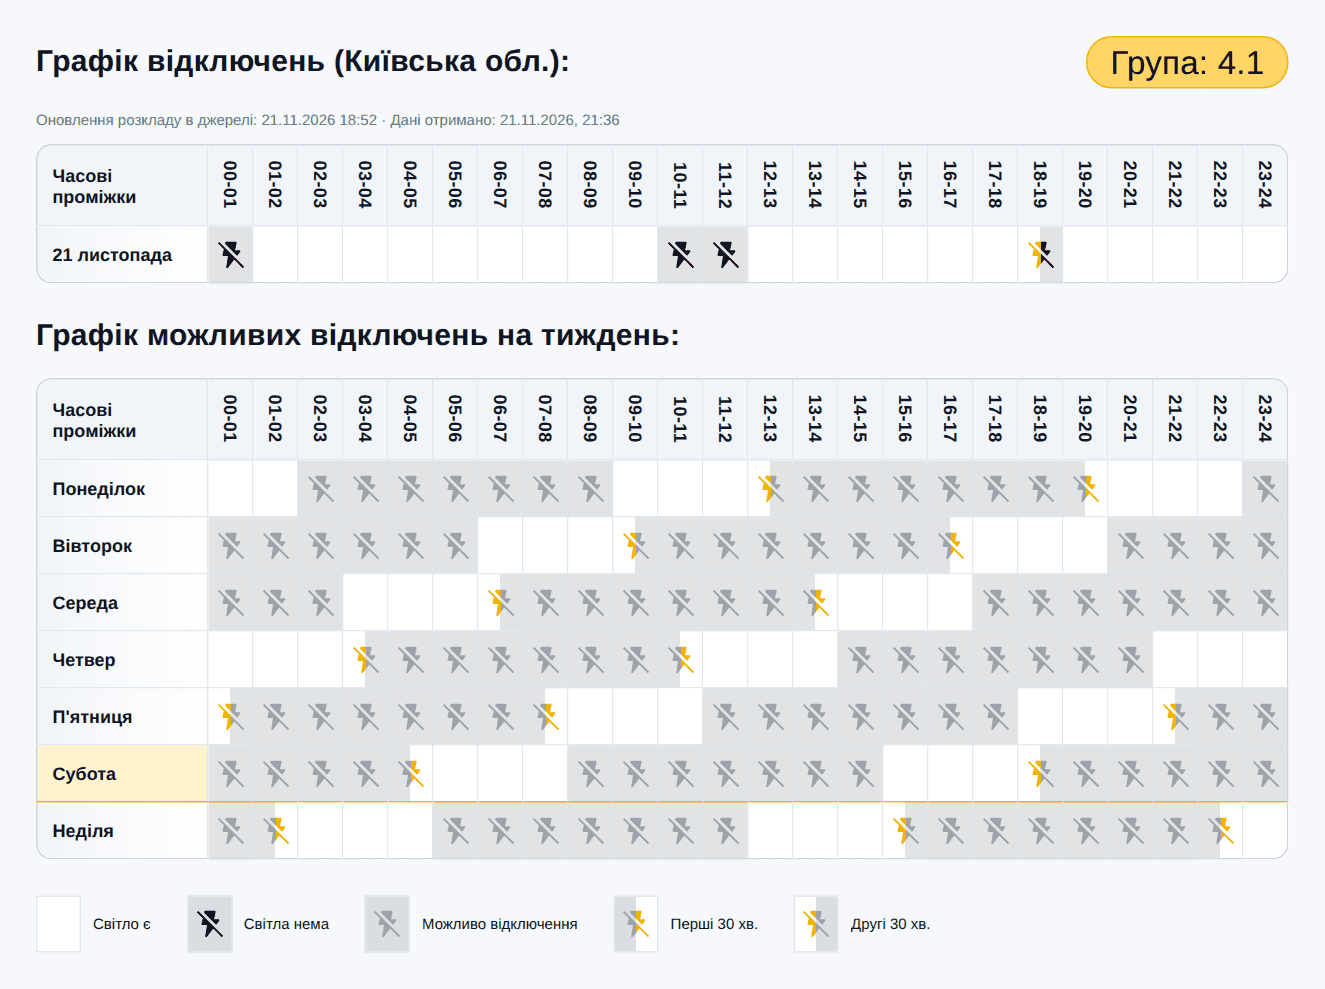 Графік відключень (Київська обл.):
Група: 4.1
Оновлення розкладу в джерелі: 21.11.2026 18:52 · Дані отримано: 21.11.2026, 21:36
Часові проміжки 00-01 01-02 02-03 03-04 04-05 05-06 06-07 07-08 08-09 09-10 10-11 11-12 12-13 13-14 14-15 15-16 16-17 17-18 18-19 19-20 20-21 21-22 22-23 23-24
21 листопада
Графік можливих відключень на тиждень:
Часові проміжки 00-01 01-02 02-03 03-04 04-05 05-06 06-07 07-08 08-09 09-10 10-11 11-12 12-13 13-14 14-15 15-16 16-17 17-18 18-19 19-20 20-21 21-22 22-23 23-24
Понеділок
Вівторок
Середа
Четвер
П'ятниця
Субота
Неділя
Світло є Світла нема Можливо відключення Перші 30 хв. Другі 30 хв.